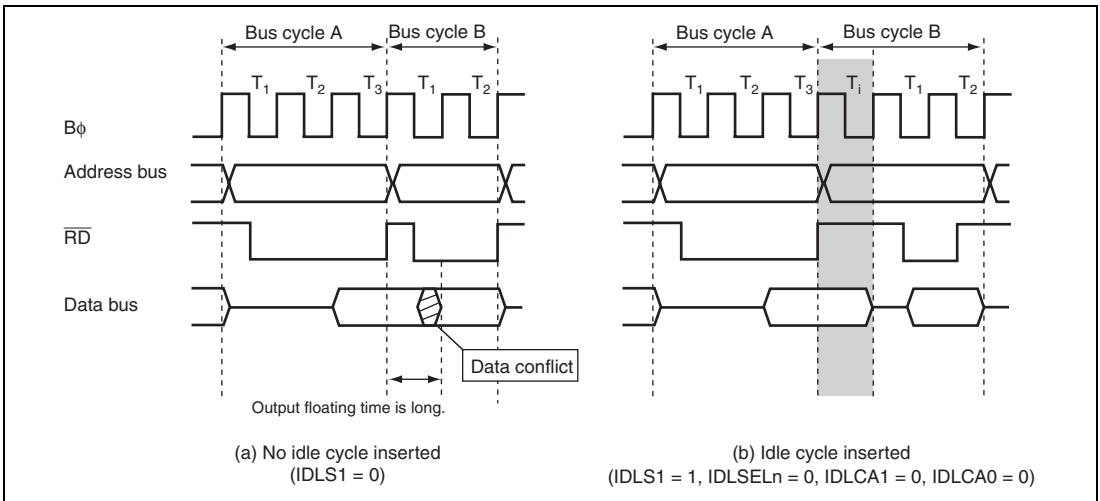 Bus cycle A Bus cycle B
T1 T2 T3 T1 T2
Bφ
Address bus
RD
Data bus
Data conflict
Output floating time is long.
(a) No idle cycle inserted
(IDLS1 = 0)
Bus cycle A Bus cycle B
T1 T2 T3 Ti T1 T2
(b) Idle cycle inserted
(IDLS1 = 1, IDLSELn = 0, IDLCA1 = 0, IDLCA0 = 0)